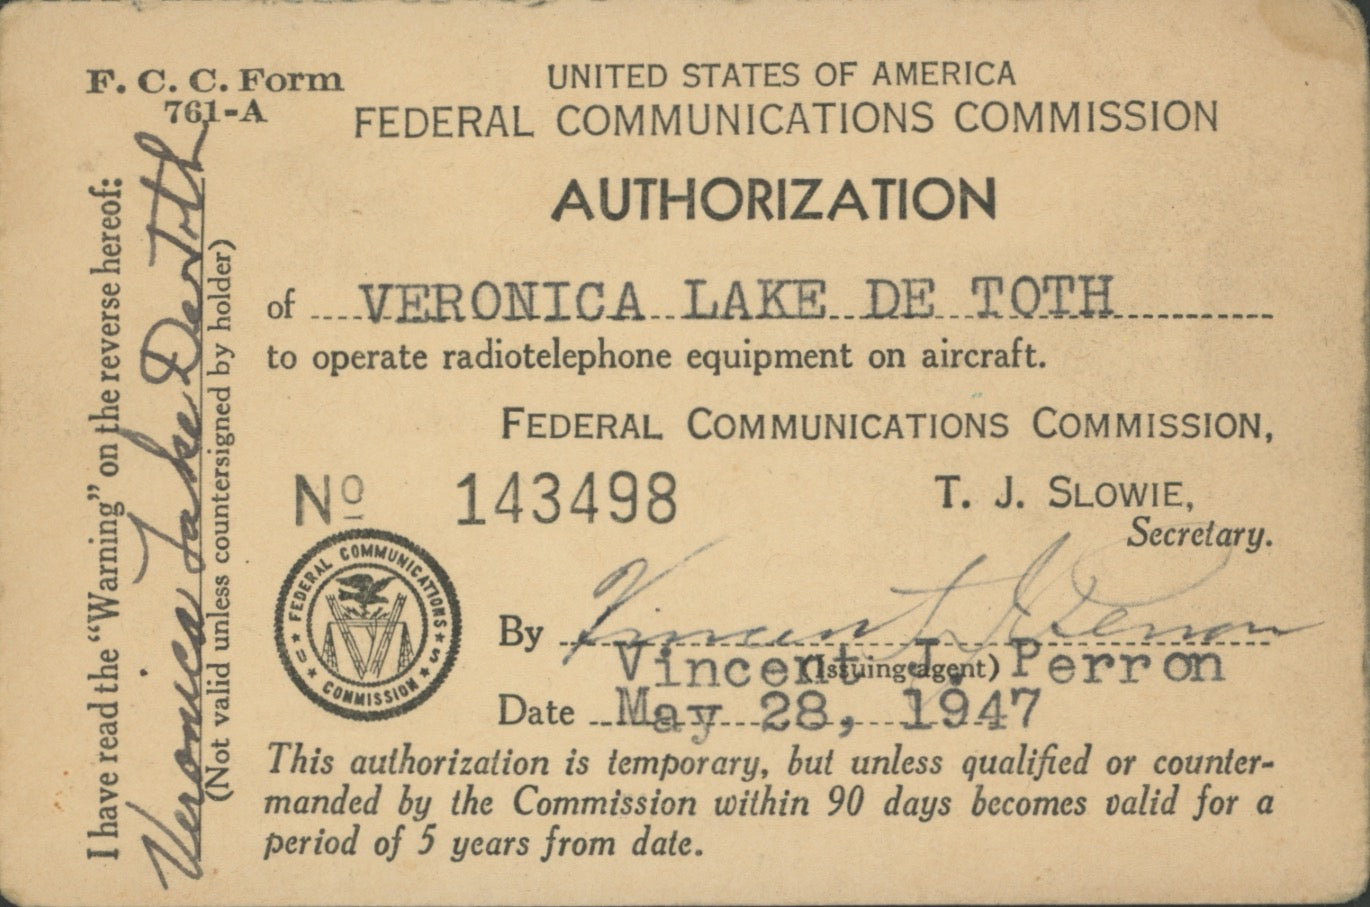 F. C. C. Form
761-A
UNITED STATES OF AMERICA
FEDERAL COMMUNICATIONS COMMISSION
AUTHORIZATION
of VERONICA LAKE DE TOTH
to operate radiotelephone equipment on aircraft.
FEDERAL COMMUNICATIONS COMMISSION,
Nº 143498
T. J. SLOWIE,
Secretary.
FEDERAL COMMUNICATIONS COMMISSION
U S
By Vincent J. Perron
Vincent J. Perron
(Issuing agent)
Date May 28, 1947
This authorization is temporary, but unless qualified or counter-
manded by the Commission within 90 days becomes valid for a
period of 5 years from date.
I have read the "Warning" on the reverse hereof:
Veronica Lake De Toth
(Not valid unless countersigned by holder)